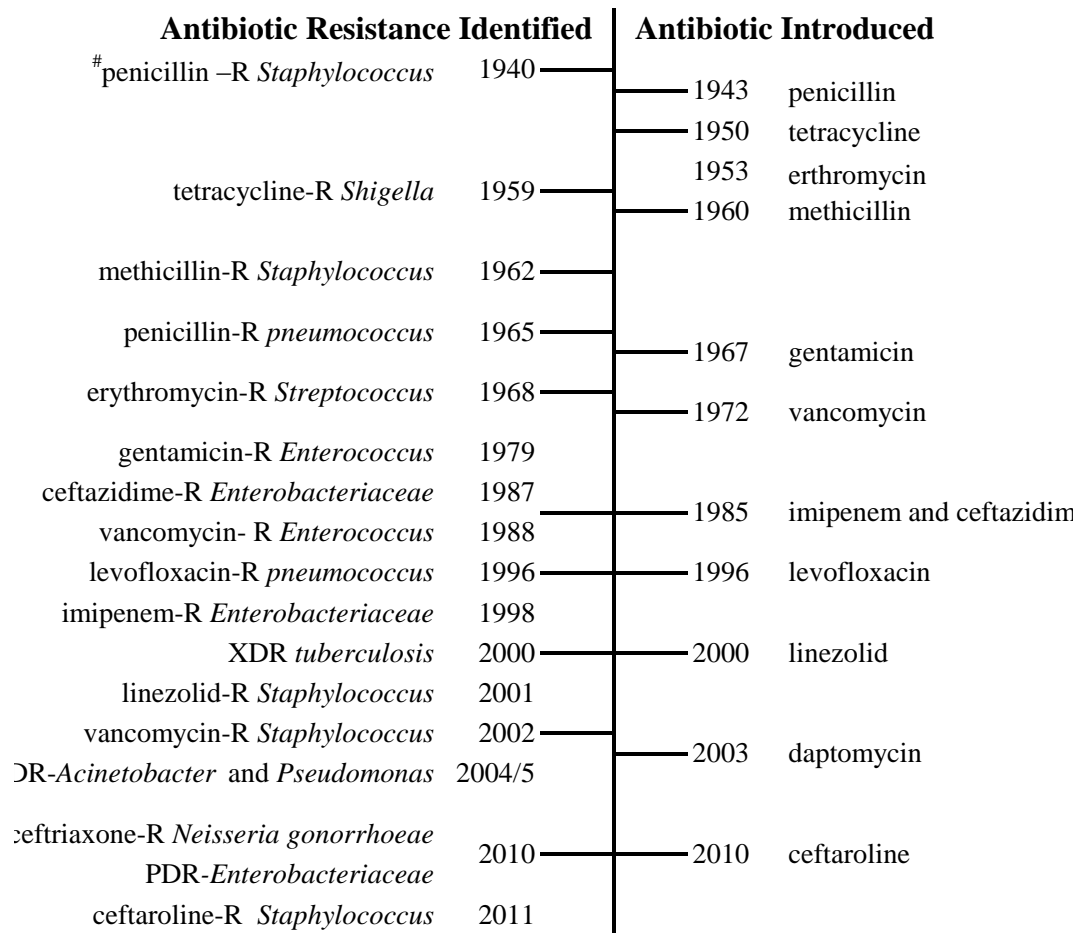 Antibiotic Resistance Identified Antibiotic Introduced
#penicillin –R Staphylococcus 1940
1943 penicillin
1950 tetracycline
1953 erthromycin
tetracycline-R Shigella 1959
1960 methicillin
methicillin-R Staphylococcus 1962
penicillin-R pneumococcus 1965
1967 gentamicin
erythromycin-R Streptococcus 1968
1972 vancomycin
gentamicin-R Enterococcus 1979
ceftazidime-R Enterobacteriaceae 1987
1985 imipenem and ceftazidim
vancomycin- R Enterococcus 1988
levofloxacin-R pneumococcus 1996 1996 levofloxacin
imipenem-R Enterobacteriaceae 1998
XDR tuberculosis 2000 2000 linezolid
linezolid-R Staphylococcus 2001
vancomycin-R Staphylococcus 2002
2003 daptomycin
DR-Acinetobacter and Pseudomonas 2004/5
ceftriaxone-R Neisseria gonorrhoeae
2010 2010 ceftaroline
PDR-Enterobacteriaceae
ceftaroline-R Staphylococcus 2011